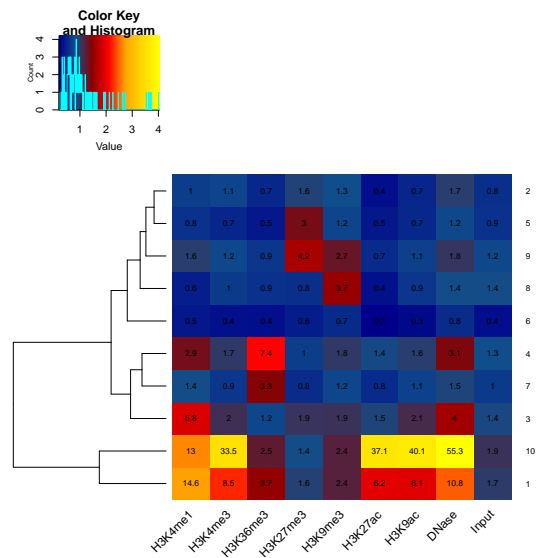 Color Key
and Histogram
Count
0 1 2 3 4
1 2 3 4
Value
1 1.1 0.7 1.6 1.3 0.4 0.7 1.7 0.8 2
0.8 0.7 0.5 3 1.2 0.5 0.7 1.2 0.9 5
1.6 1.2 0.9 4.2 2.7 0.7 1.1 1.8 1.2 9
1 0.9 0.8 3.7 0.4 0.9 1.4 1.4 8
0.5 0.4 0.4 0.6 0.7 0.8 0.4 6
2.9 1.7 7.4 1 1.8 1.4 1.6 3.1 1.3 4
1.4 0.9 3.3 0.8 1.2 0.8 1.1 1.5 1 7
5.8 2 1.2 1.9 1.9 1.5 2.1 4 1.4 3
13 33.5 2.5 1.4 2.4 37.1 40.1 55.3 1.9 10
14.6 8.5 3.7 1.6 2.4 6.2 6.1 10.8 1.7 1
H3K4me1 H3K4me3 H3K36me3 H3K27me3 H3K9me3 H3K27ac H3K9ac DNase Input